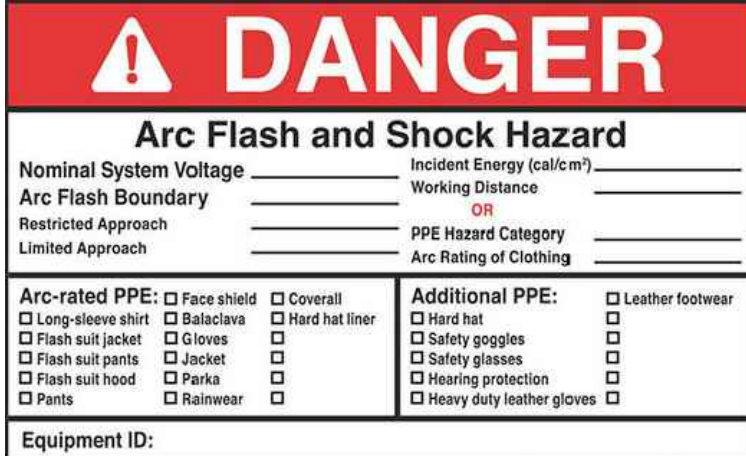 DANGER
Arc Flash and Shock Hazard
Nominal System Voltage
Arc Flash Boundary
Restricted Approach
Limited Approach
Incident Energy (cal/cm²)
Working Distance
OR
PPE Hazard Category
Arc Rating of Clothing
Arc-rated PPE:
Long-sleeve shirt
Flash suit jacket
Flash suit pants
Flash suit hood
Pants
Face shield
Balaclava
Gloves
Jacket
Parka
Rainwear
Coverall
Hard hat liner
Additional PPE:
Hard hat
Safety goggles
Safety glasses
Hearing protection
Heavy duty leather gloves
Leather footwear
Equipment ID: